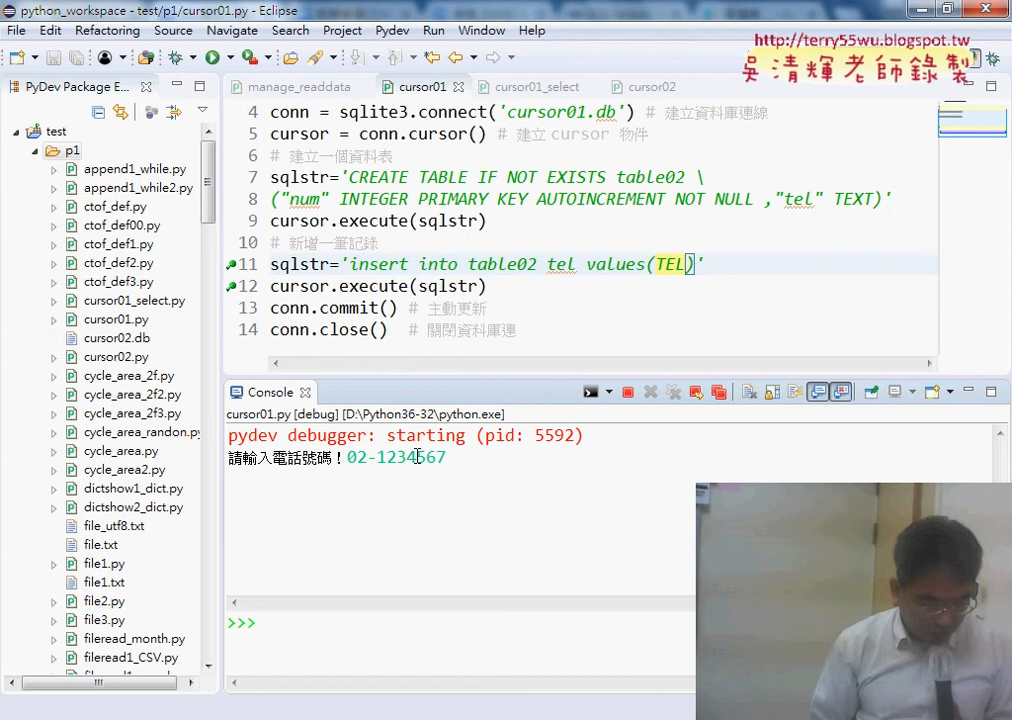 python_workspace - test/p1/cursor01.py - Eclipse
File Edit Refactoring Source Navigate Search Project Pydev Run Window Help
http://terry55wu.blogspot.tw
吳清輝老師錄製
PyDev Package E...
manage_readdata
cursor01
cursor01_select
cursor02
test
p1
append1_while.py
append1_while2.py
ctof_def.py
ctof_def00.py
ctof_def1.py
ctof_def2.py
ctof_def3.py
cursor01_select.py
cursor01.py
cursor02.db
cursor02.py
cycle_area_2f.py
cycle_area_2f2.py
cycle_area_2f3.py
cycle_area_randon.py
cycle_area.py
cycle_area2.py
dictshow1_dict.py
dictshow2_dict.py
file_utf8.txt
file.txt
file1.py
file1.txt
file2.py
file3.py
fileread_month.py
fileread1_CSV.py
4 conn = sqlite3.connect('cursor01.db') # 建立資料庫連線
5 cursor = conn.cursor() # 建立 cursor 物件
6 # 建立一個資料表
7 sqlstr='CREATE TABLE IF NOT EXISTS table02 \
8 ("num" INTEGER PRIMARY KEY AUTOINCREMENT NOT NULL ,"tel" TEXT)'
9 cursor.execute(sqlstr)
10 # 新增一筆記錄
11 sqlstr='insert into table02 tel values(TEL)'
12 cursor.execute(sqlstr)
13 conn.commit() # 主動更新
14 conn.close() # 關閉資料庫連
Console
cursor01.py [debug] [D:\Python36-32\python.exe]
pydev debugger: starting (pid: 5592)
請輸入電話號碼！02-1234567
>>>